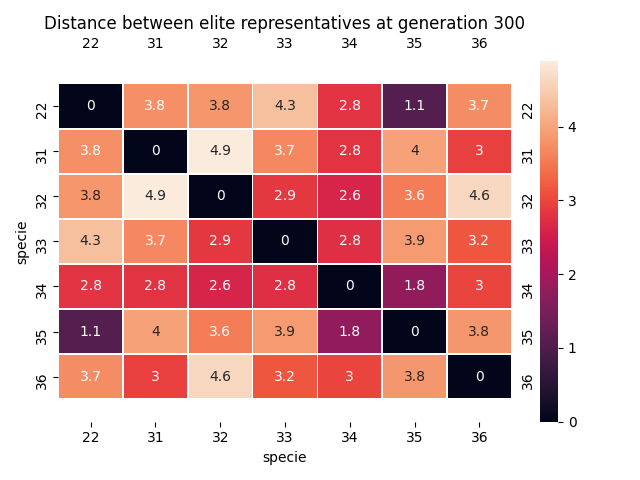 Distance between elite representatives at generation 300
22 31 32 33 34 35 36
22 0 3.8 3.8 4.3 2.8 1.1 3.7 22
31 3.8 0 4.9 3.7 2.8 4 3 31
32 3.8 4.9 0 2.9 2.6 3.6 4.6 32
33 4.3 3.7 2.9 0 2.8 3.9 3.2 33
34 2.8 2.8 2.6 2.8 0 1.8 3 34
35 1.1 4 3.6 3.9 1.8 0 3.8 35
36 3.7 3 4.6 3.2 3 3.8 0 36
22 31 32 33 34 35 36
specie
specie
4
3
2
1
0